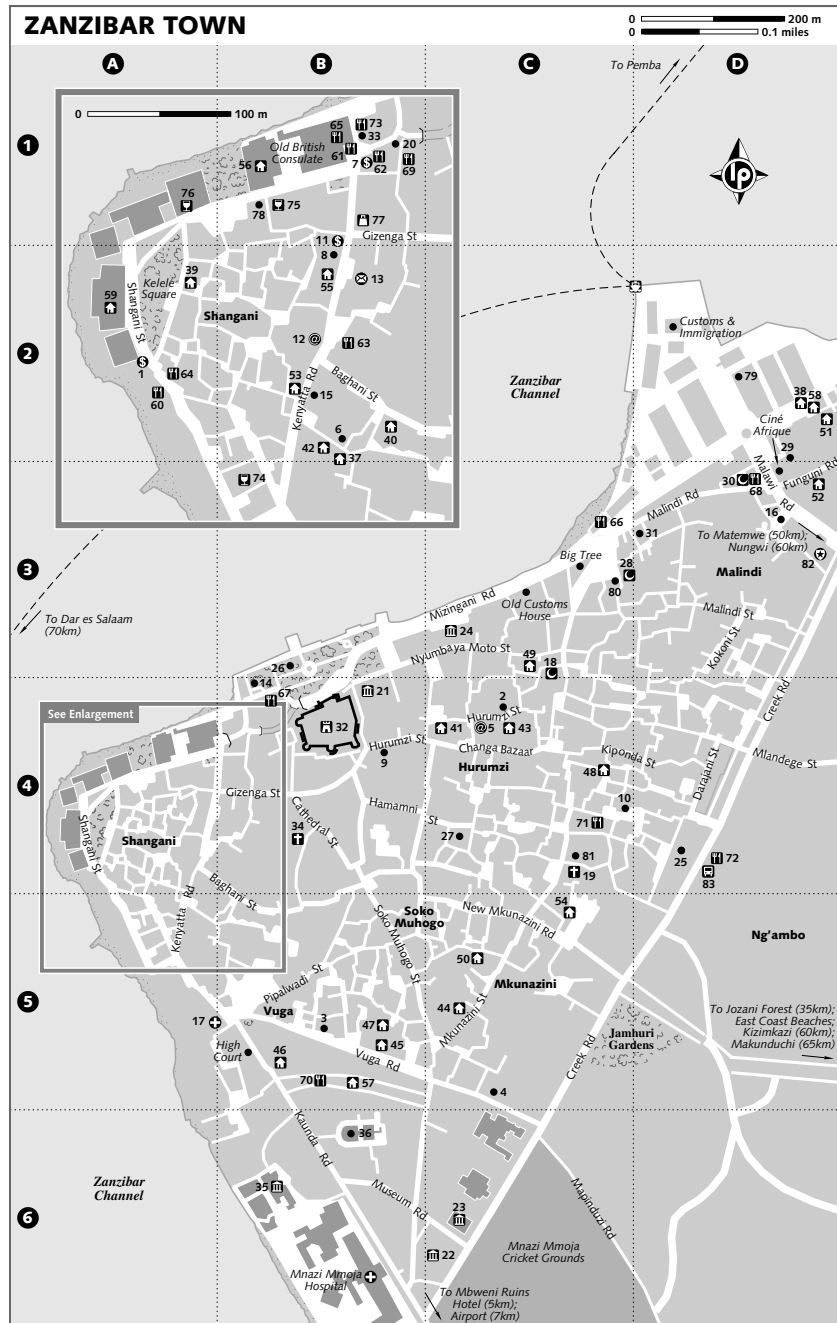 ZANZIBAR TOWN
0 200 m
0 0.1 miles
A
B
C
D
1
2
3
4
5
6
To Pemba
lp
0 100 m
65
73
33
20
Old British
Consulate
61
7
$
62
69
56
76
78
75
77
11
$
Gizenga St
8
39
Kelele
Square
55
13
59
Shangani St
Shangani
12 @
63
$
1
64
60
53
15
Baghani St
Kenyatta Rd
6
40
42
37
74
Zanzibar
Channel
Customs &
Immigration
79
38
58
51
Ciné
Afrique
29
Malawi Rd
Funguni Rd
30
68
52
16
66
Malindi Rd
31
To Matemwe (50km);
Nungwi (60km)
82
Big Tree
28
80
Malindi
Old Customs
House
Mizingani Rd
Malindi St
Kokoni St
24
Nyumbaya Moto St
49
18
Creek Rd
To Dar es Salaam
(70km)
26
14
67
21
See Enlargement
32
2
Hurumzi St
41
@ 5
43
Hurumzi St
9
Changa Bazaar
Hurumzi
Kiponda St
48
Darajani St
Mlandege St
Gizenga St
Cathedral St
Hamamni St
10
71
34
27
81
19
25
72
83
Shangani St
Shangani
Baghani St
Kenyatta Rd
Soko
Muhogo
Soko Muhogo St
New Mkunazini Rd
54
Ng'ambo
50
Mkunazini
Pipalwadi St
Vuga
17
3
47
45
44
Mkunazini St
Creek Rd
Jamhuri
Gardens
To Jozani Forest (35km);
East Coast Beaches;
Kizimkazi (60km);
Makunduchi (65km)
High
Court
46
Vuga Rd
70
57
4
36
Kaunda Rd
Zanzibar
Channel
35
Museum Rd
23
Mapinduzi Rd
22
Mnazi Mmoja
Cricket Grounds
Mnazi Mmoja
Hospital
To Mbweni Ruins
Hotel (5km);
Airport (7km)